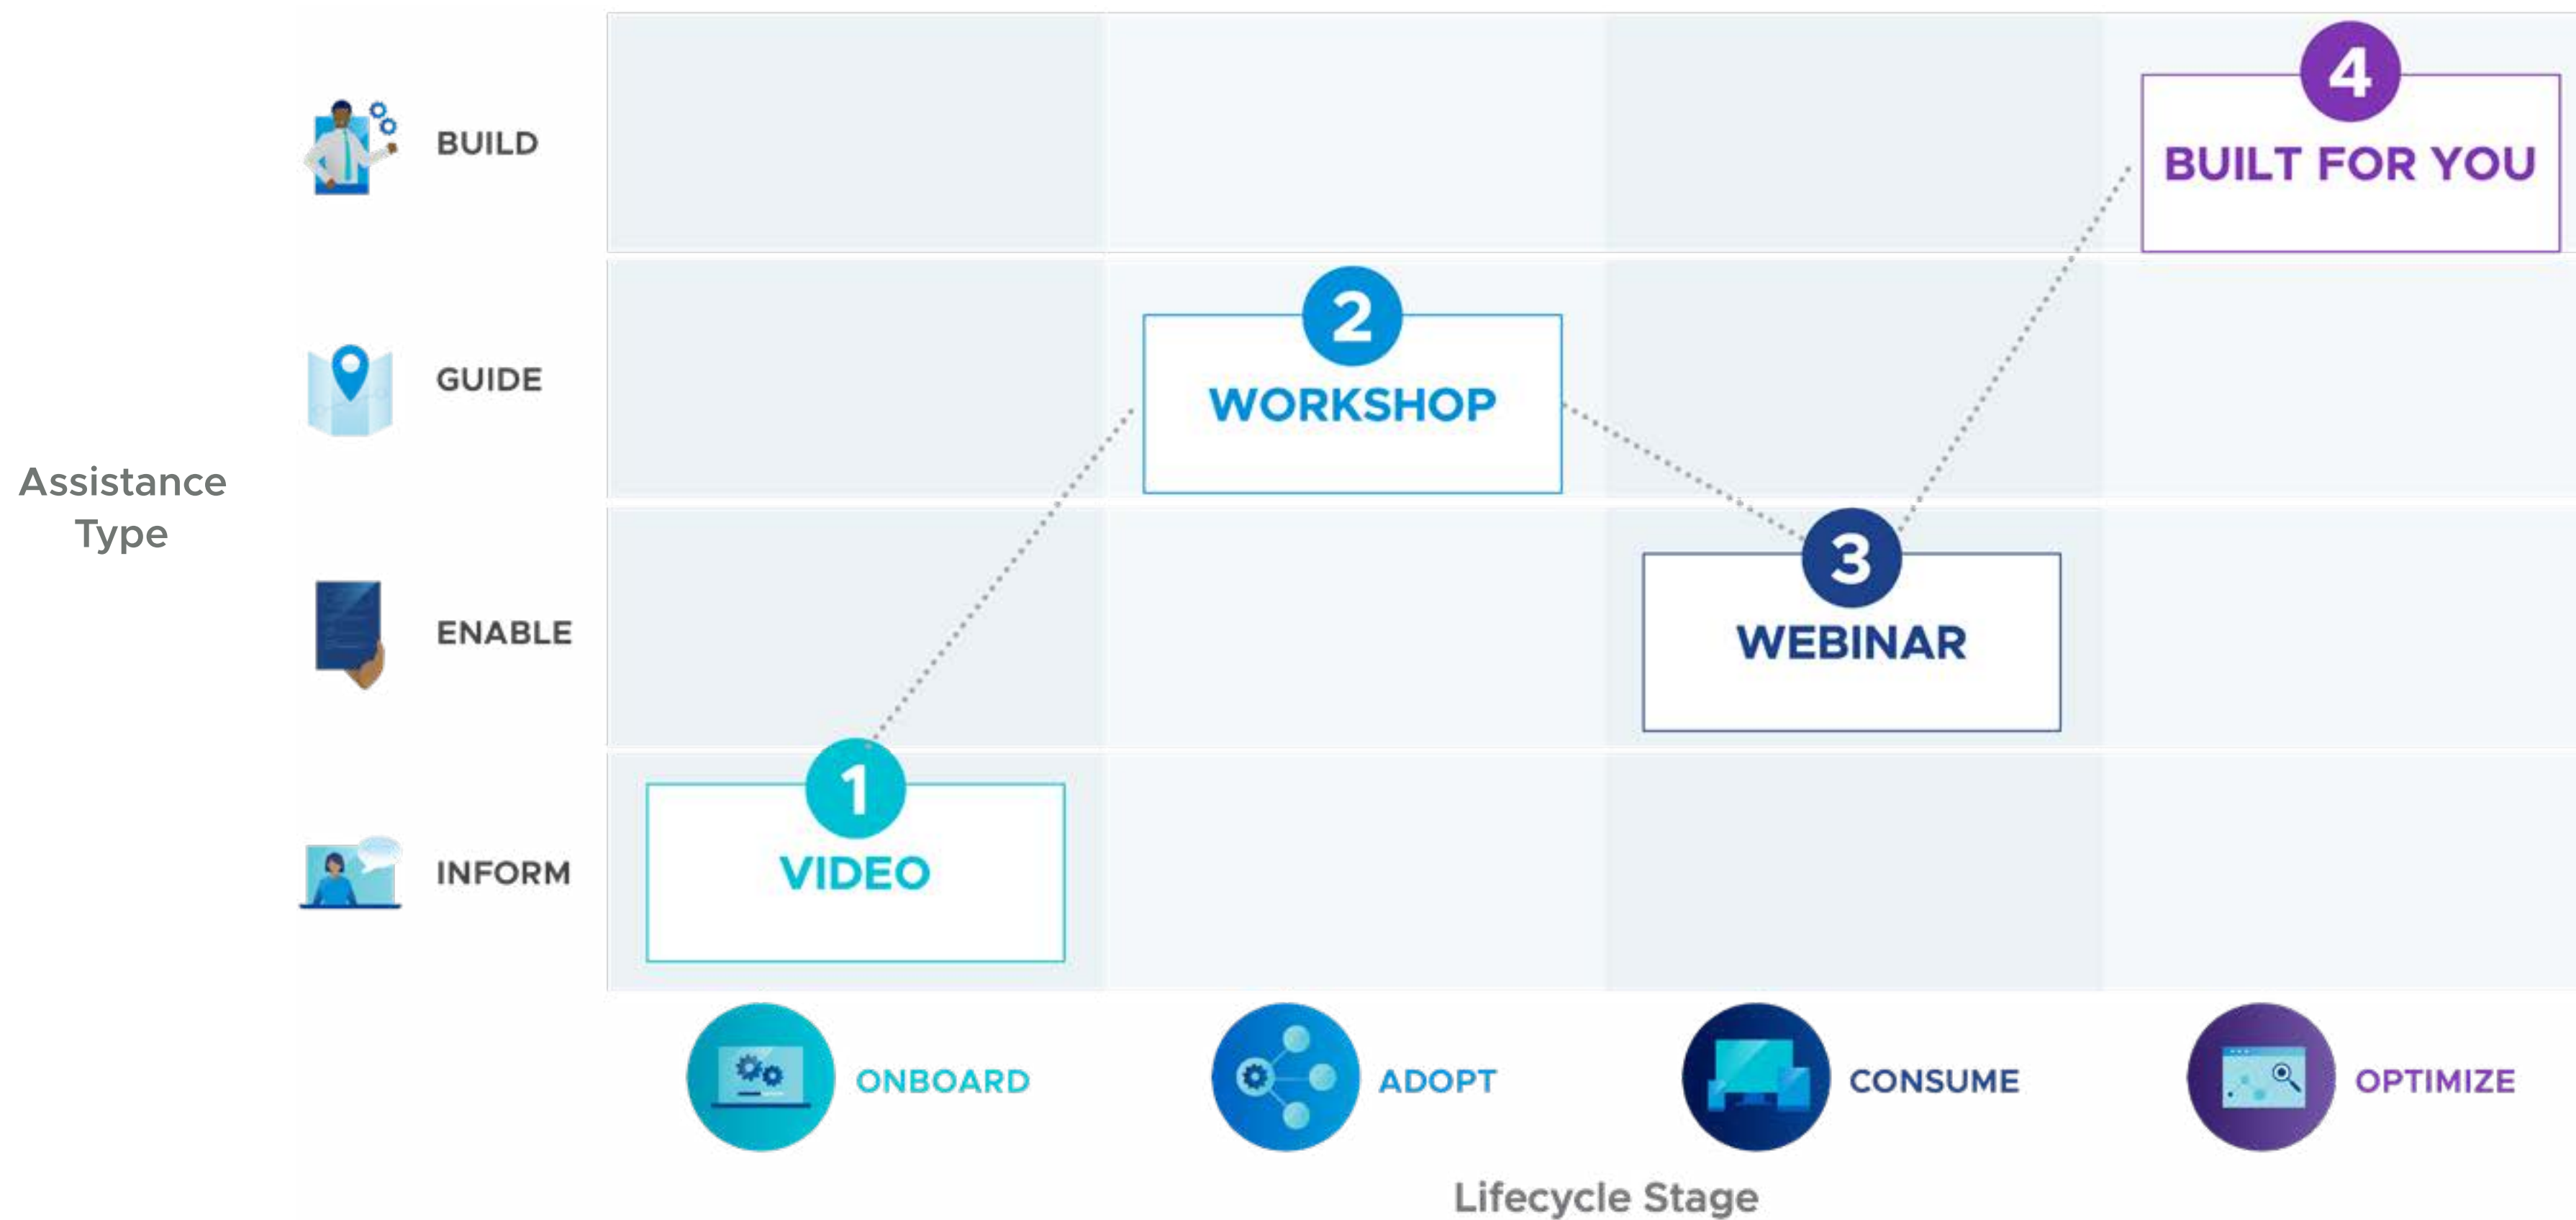 4
BUILD
BUILT FOR YOU
2
GUIDE
WORKSHOP
Assistance
Type
3
ENABLE
WEBINAR
1
INFORM
VIDEO
ONBOARD
ADOPT
CONSUME
OPTIMIZE
Lifecycle Stage